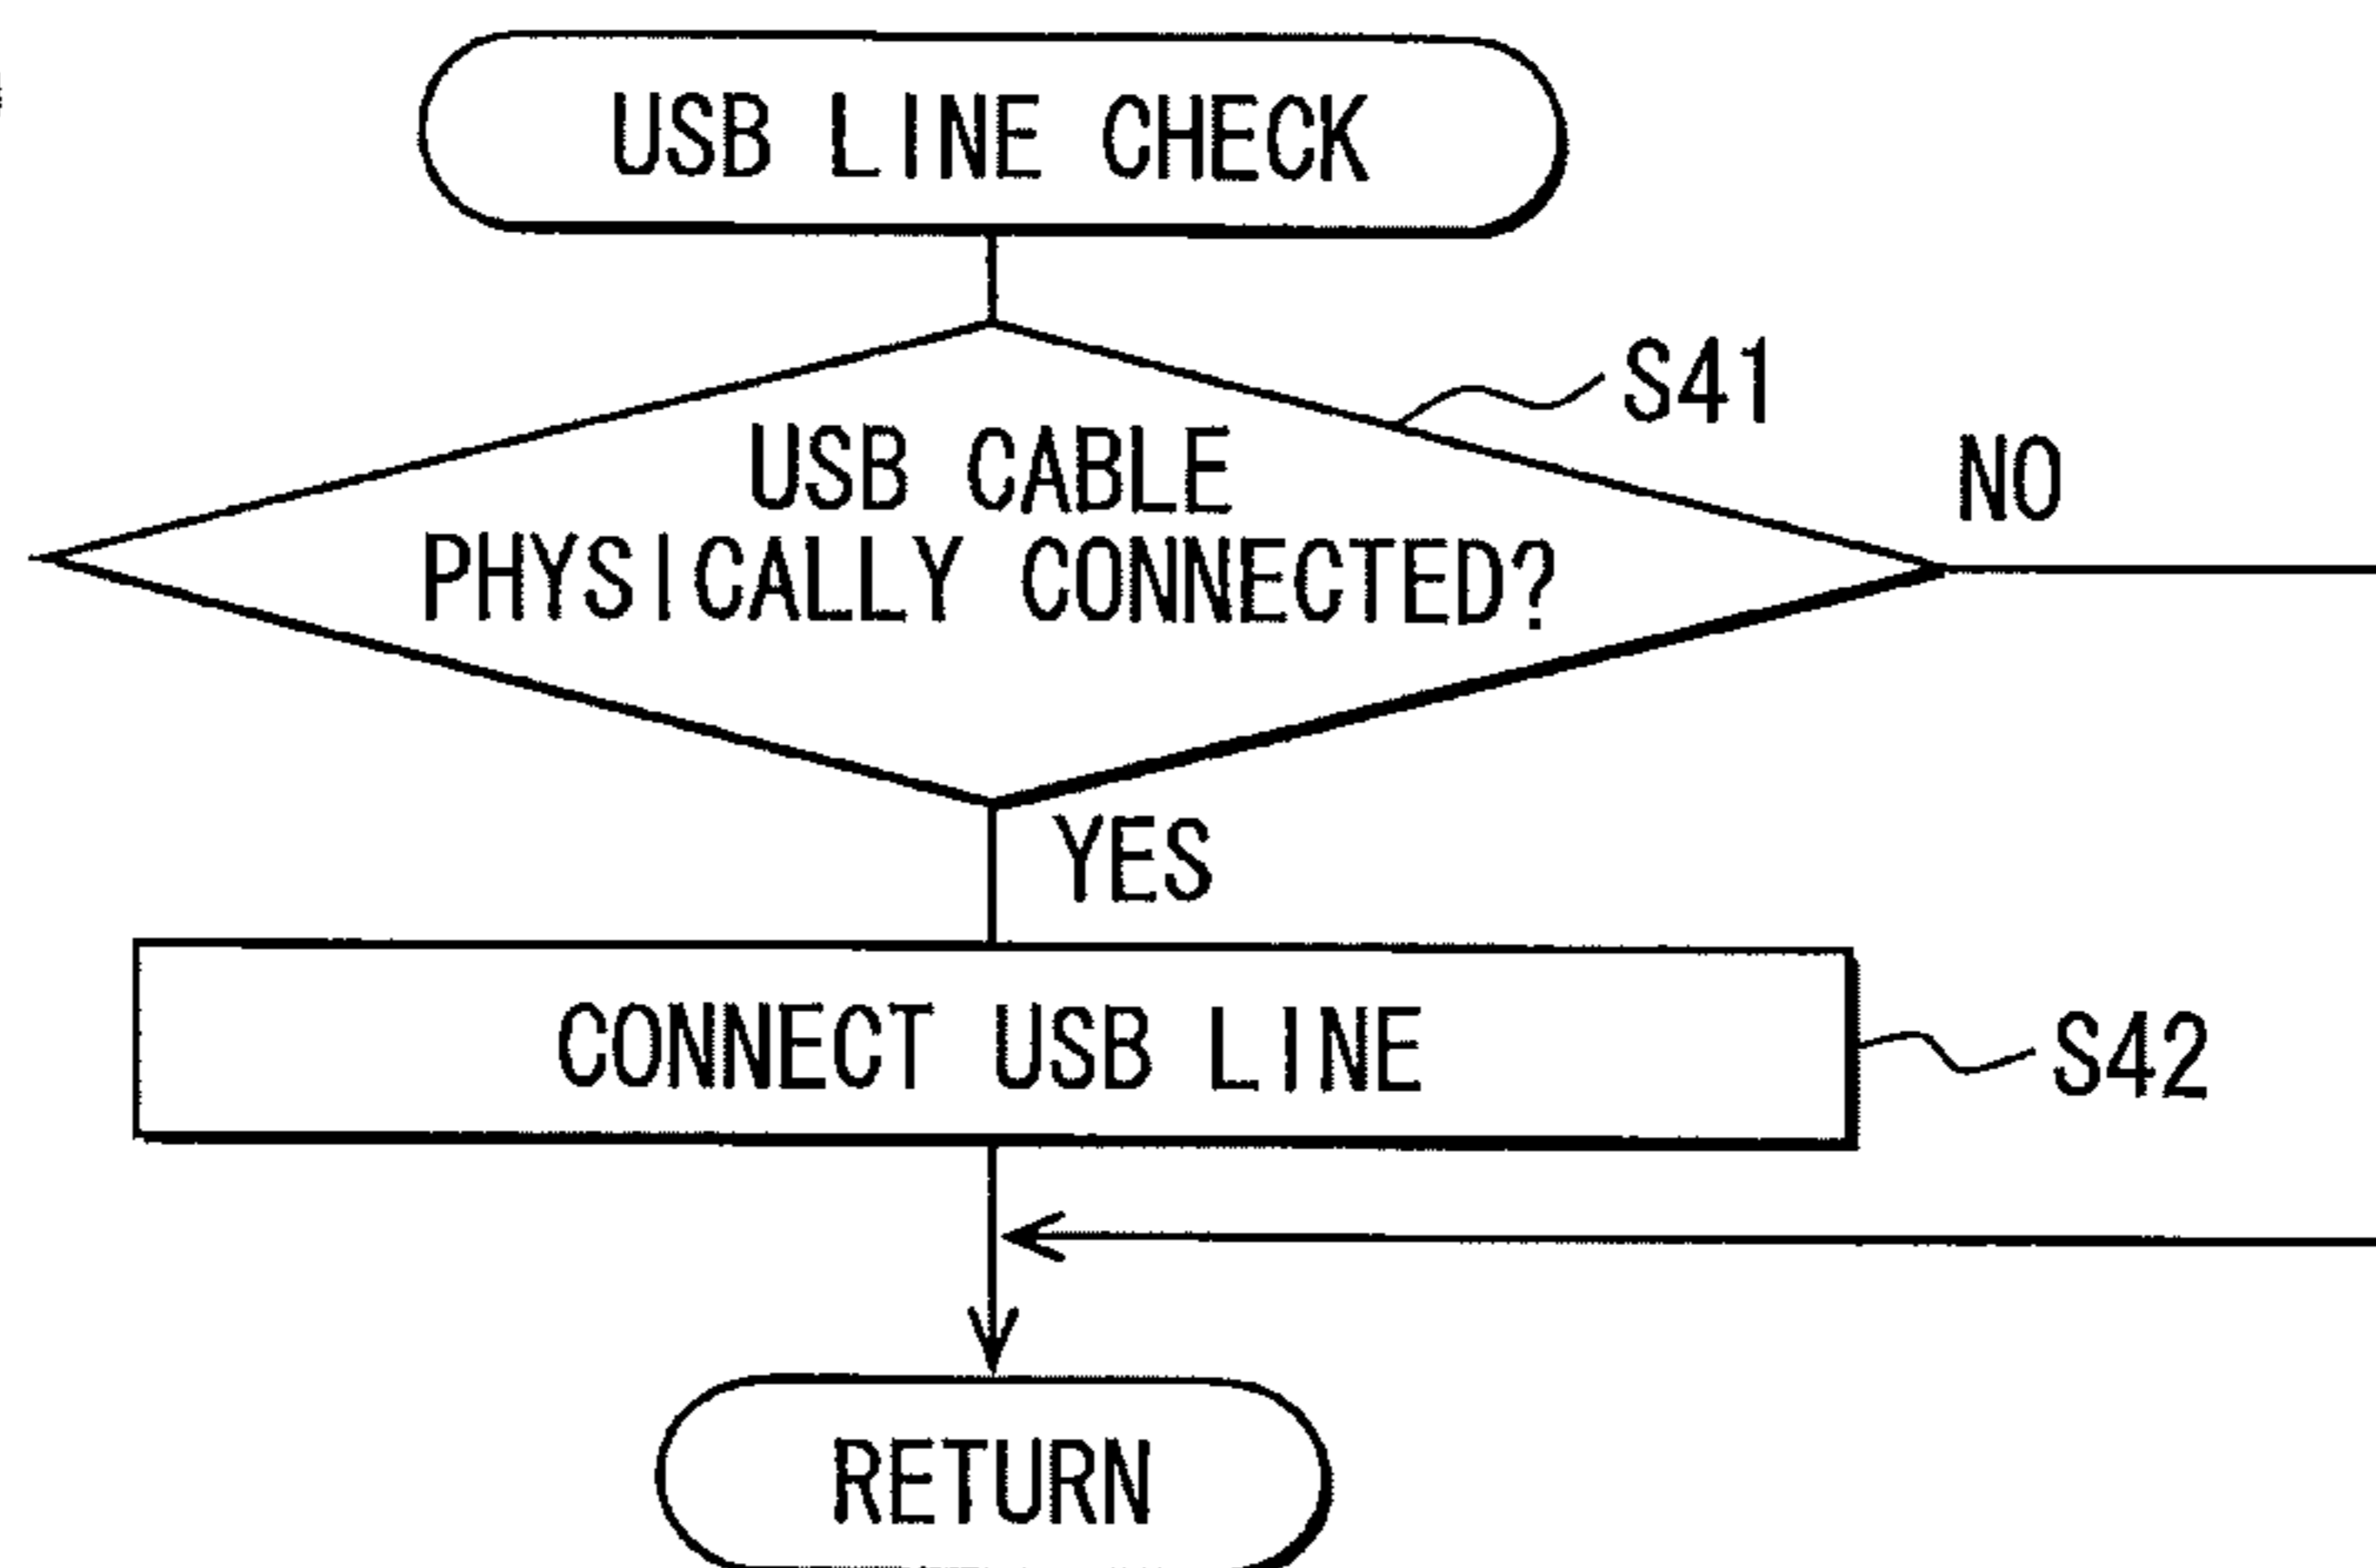 USB LINE CHECK
S41
USB CABLE
PHYSICALLY CONNECTED?
NO
YES
CONNECT USB LINE
S42
RETURN